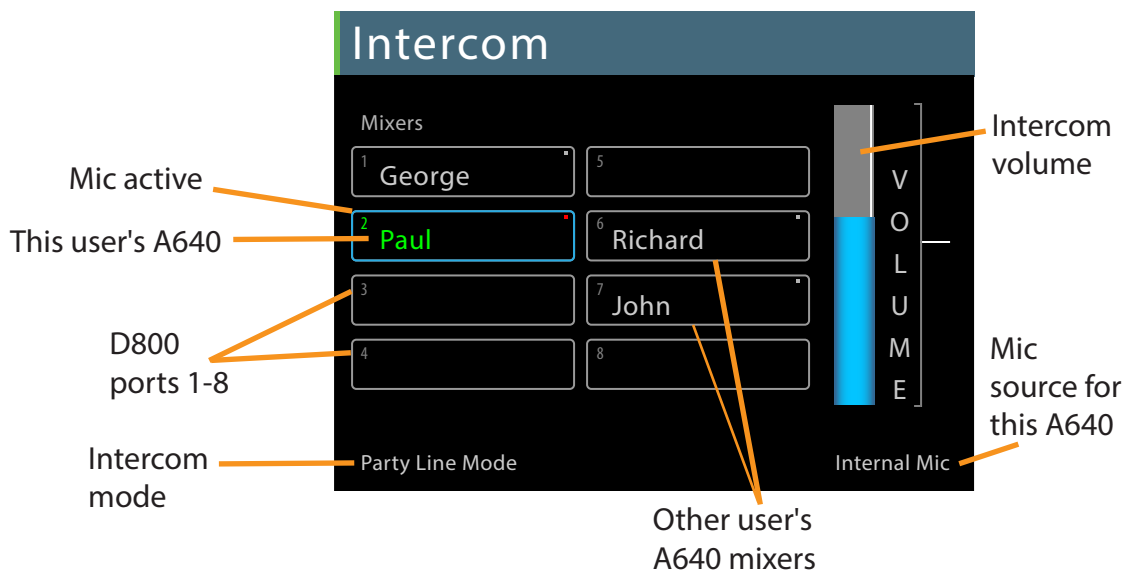 Intercom
Mixers
1 George
5
2 Paul
6 Richard
3
7 John
4
8
VOLUME
Party Line Mode
Internal Mic
Mic active
This user's A640
D800
ports 1-8
Intercom
mode
Intercom
volume
Mic
source for
this A640
Other user's
A640 mixers